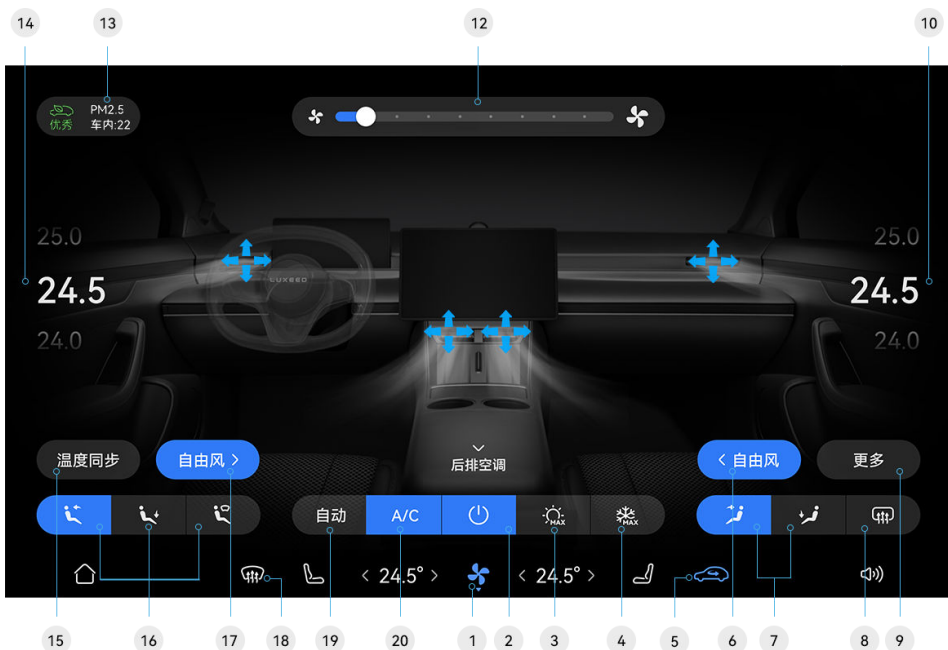 14 13 12 10
PM2.5
优秀 车内:22
25.0 25.0
LUXEED
24.5 24.5
24.0 24.0
温度同步 自由风 > 后排空调 < 自由风 更多
自动 A/C MAX MAX
< 24.5° > < 24.5° >
15 16 17 18 19 20 1 2 3 4 5 6 7 8 9